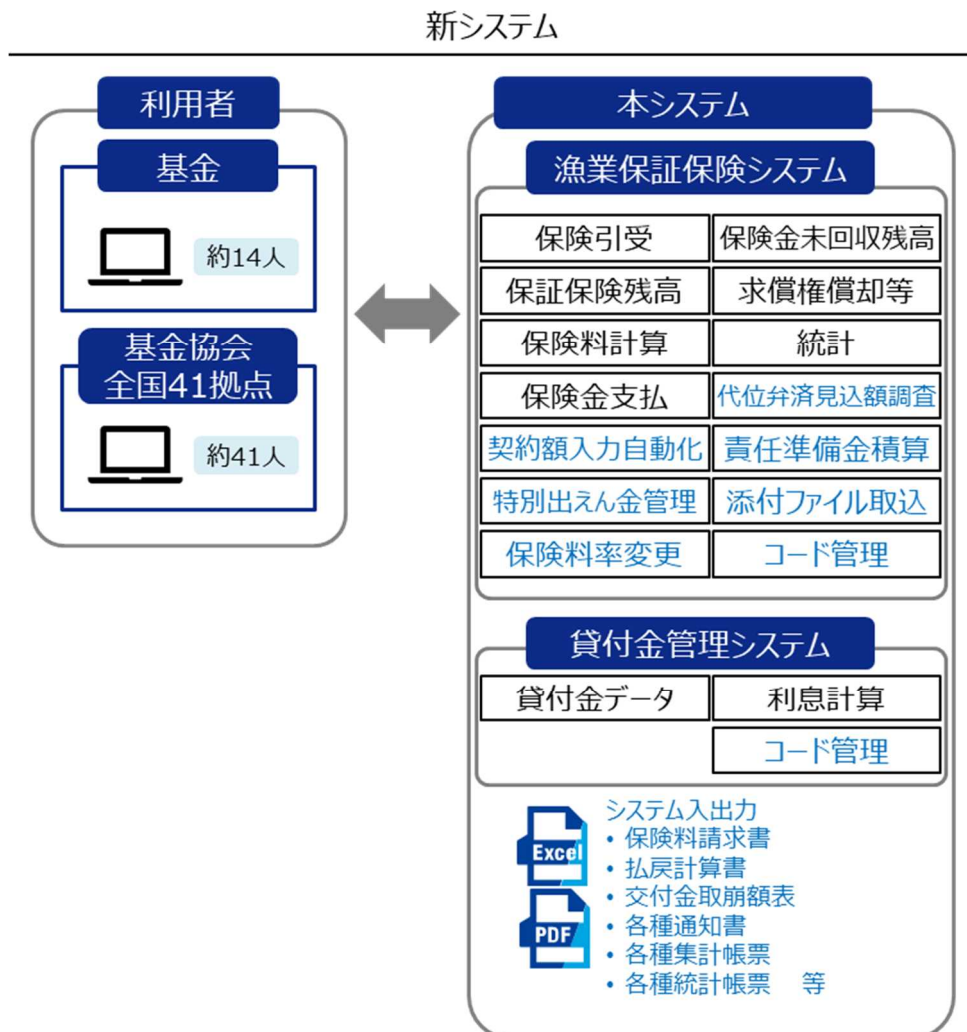 新システム
利用者
基金
約14人
基金協会
全国41拠点
約41人
本システム
漁業保証保険システム
保険引受
保険金未回収残高
保証保険残高
求償権償却等
保険料計算
統計
保険金支払
代位弁済見込額調査
契約額入力自動化
責任準備金積算
特別出えん金管理
添付ファイル取込
保険料率変更
コード管理
貸付金管理システム
貸付金データ
利息計算
コード管理
Excel
PDF
システム入出力
・保険料請求書
・払戻計算書
・交付金取崩額表
・各種通知書
・各種集計帳票
・各種統計帳票 等